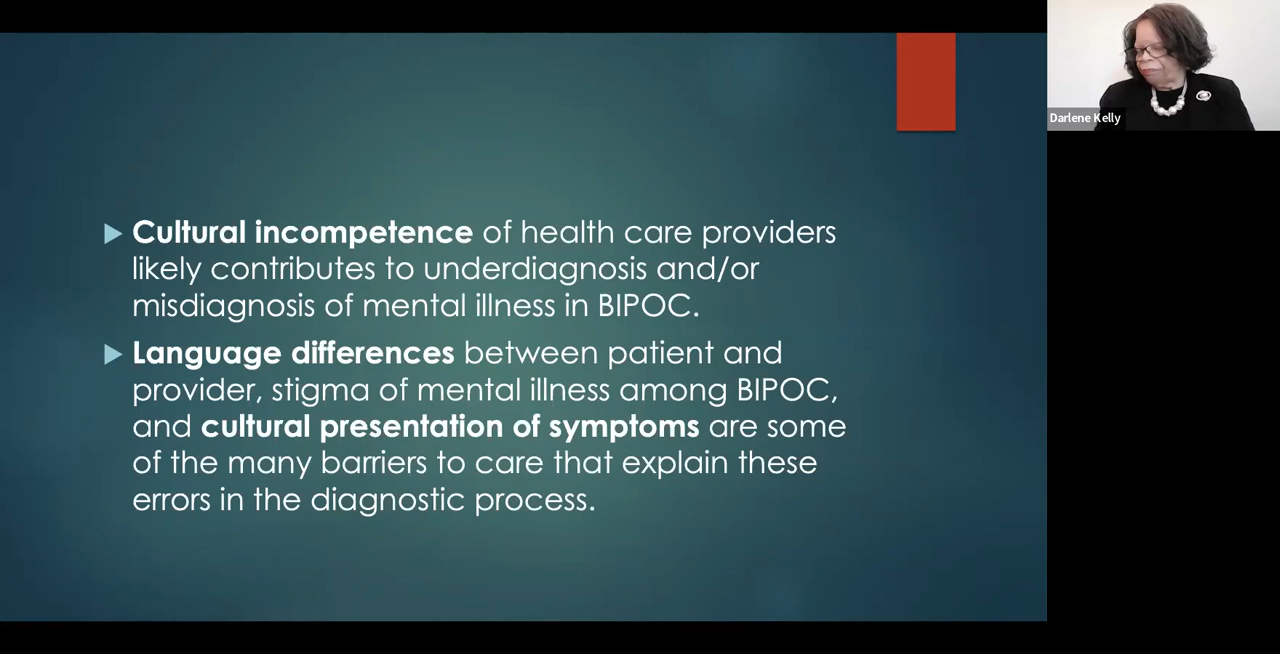 Darlene Kelly
Cultural incompetence of health care providers
likely contributes to underdiagnosis and/or
misdiagnosis of mental illness in BIPOC.
Language differences between patient and
provider, stigma of mental illness among BIPOC,
and cultural presentation of symptoms are some
of the many barriers to care that explain these
errors in the diagnostic process.